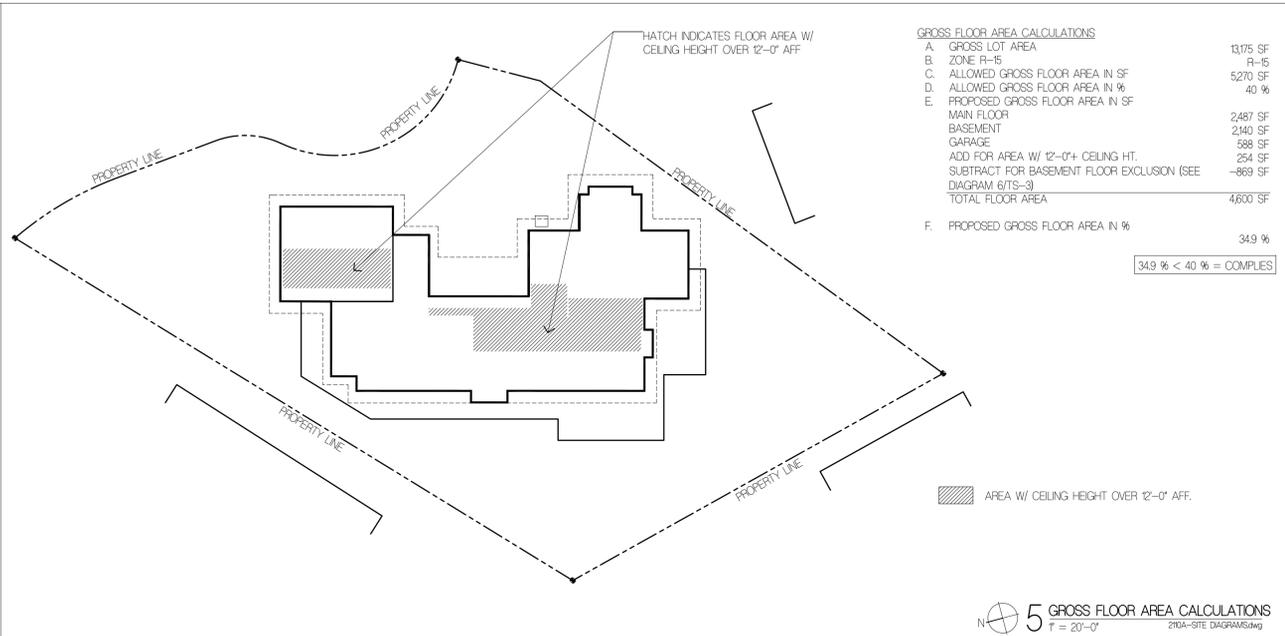 HATCH INDICATES FLOOR AREA W/
CEILING HEIGHT OVER 12'-0" AFF
GROSS FLOOR AREA CALCULATIONS
A. GROSS LOT AREA 13,175 SF
B. ZONE R-15 R-15
C. ALLOWED GROSS FLOOR AREA IN SF 5,270 SF
D. ALLOWED GROSS FLOOR AREA IN % 40 %
E. PROPOSED GROSS FLOOR AREA IN SF
MAIN FLOOR 2,487 SF
BASEMENT 2,140 SF
GARAGE 588 SF
ADD FOR AREA W/ 12'-0"+ CEILING HT. 254 SF
SUBTRACT FOR BASEMENT FLOOR EXCLUSION (SEE -869 SF
DIAGRAM 6/TS-3)
TOTAL FLOOR AREA 4,600 SF
F. PROPOSED GROSS FLOOR AREA IN %
34.9 %
34.9 % < 40 % = COMPLIES
PROPERTY LINE
PROPERTY LINE
PROPERTY LINE
PROPERTY LINE
PROPERTY LINE
AREA W/ CEILING HEIGHT OVER 12'-0" AFF.
N 5 GROSS FLOOR AREA CALCULATIONS
1" = 20'-0" 2110A-SITE DIAGRAMS.dwg